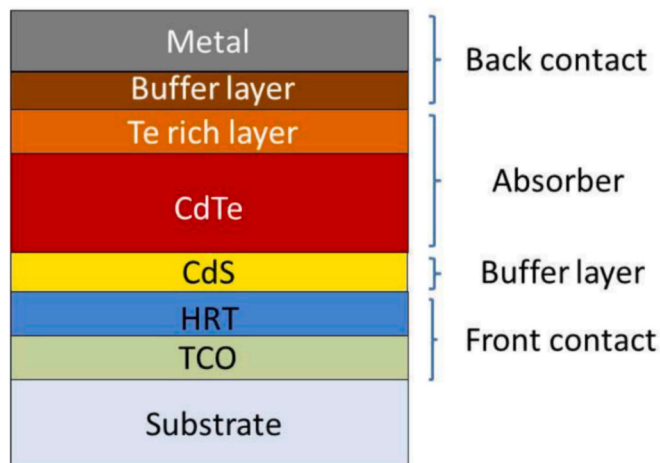 Metal
Buffer layer
Te rich layer
CdTe
CdS
HRT
TCO
Substrate
Back contact
Absorber
Buffer layer
Front contact